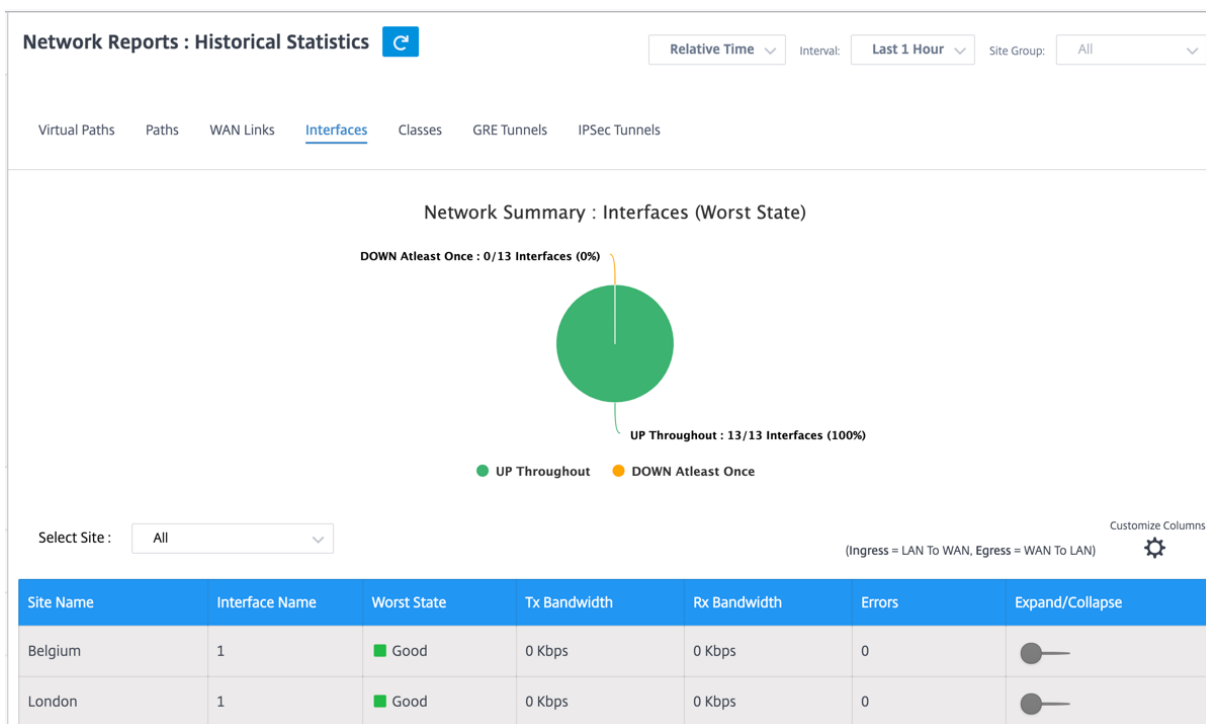 Network Reports : Historical Statistics
Relative Time Interval: Last 1 Hour Site Group: All
Virtual Paths Paths WAN Links Interfaces Classes GRE Tunnels IPSec Tunnels
Network Summary : Interfaces (Worst State)
DOWN Atleast Once : 0/13 Interfaces (0%)
UP Throughout : 13/13 Interfaces (100%)
UP Throughout DOWN Atleast Once
Customize Columns
Select Site : All
(Ingress = LAN To WAN, Egress = WAN To LAN)
Site Name Interface Name Worst State Tx Bandwidth Rx Bandwidth Errors Expand/Collapse
Belgium 1 Good 0 Kbps 0 Kbps 0
London 1 Good 0 Kbps 0 Kbps 0